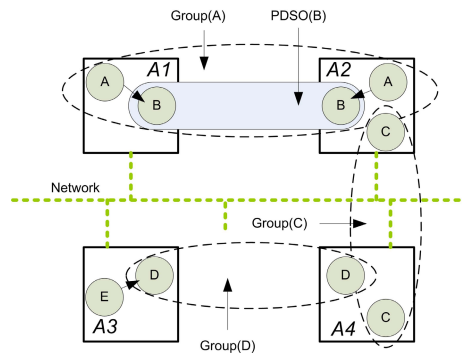 Group(A)
PDSO(B)
A
A1
B
A2
A
B
C
Network
Group(C)
D
E
A3
D
C
A4
Group(D)